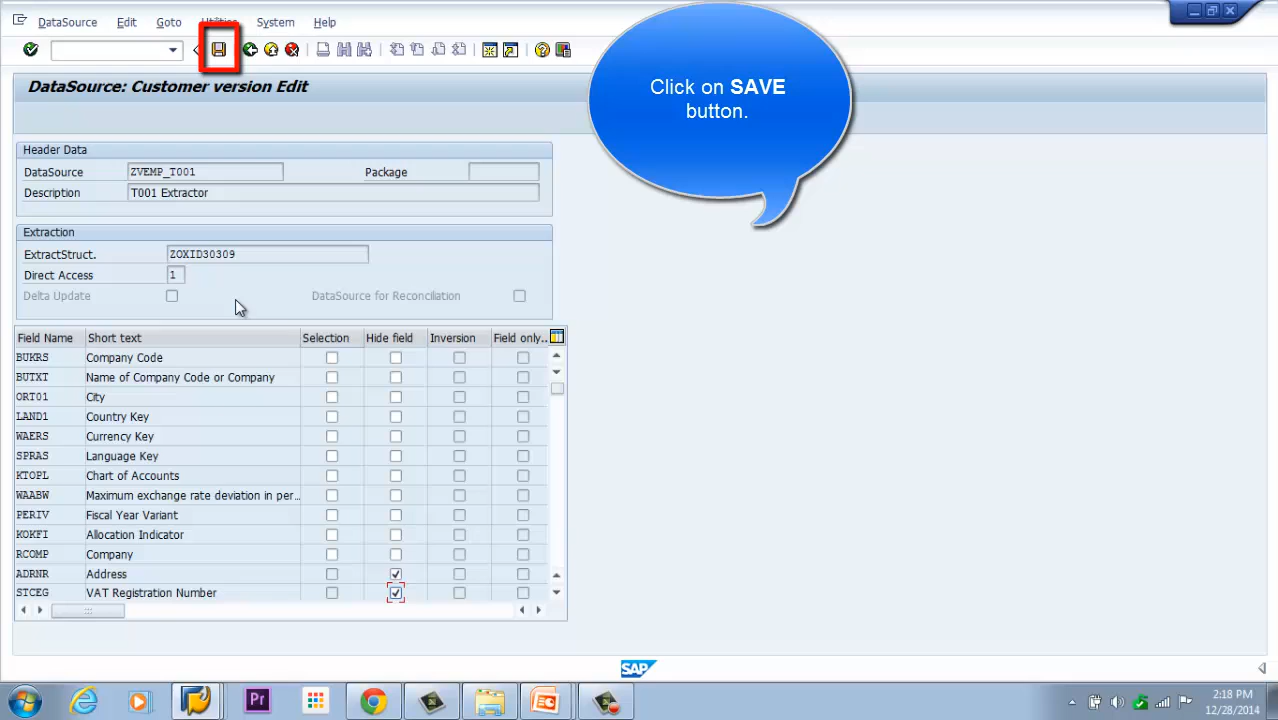 DataSource Edit Goto Utilities System Help
Click on SAVE
button.
DataSource: Customer version Edit
Header Data
DataSource ZVEMP_T001 Package
Description T001 Extractor
Extraction
ExtractStruct. ZOXID30309
Direct Access 1
Delta Update DataSource for Reconciliation
Field Name Short text Selection Hide field Inversion Field only..
BUKRS Company Code
BUTXT Name of Company Code or Company
ORT01 City
LAND1 Country Key
WAERS Currency Key
SPRAS Language Key
KTOPL Chart of Accounts
WAABW Maximum exchange rate deviation in per...
PERIV Fiscal Year Variant
KOKFI Allocation Indicator
RCOMP Company
ADRNR Address
STCEG VAT Registration Number
SAP
Pr
2:18 PM
12/28/2014